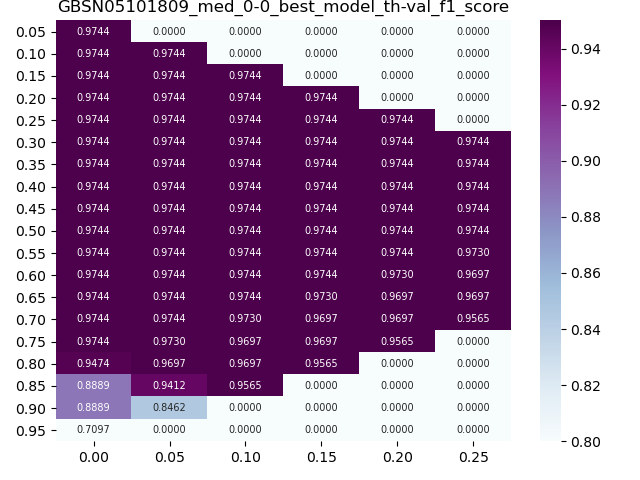 GBSN05101809_med_0-0_best_model_th-val_f1_score
0.05 0.9744 0.0000 0.0000 0.0000 0.0000 0.0000
0.10 0.9744 0.9744 0.0000 0.0000 0.0000 0.0000
0.15 0.9744 0.9744 0.9744 0.0000 0.0000 0.0000
0.20 0.9744 0.9744 0.9744 0.9744 0.0000 0.0000
0.25 0.9744 0.9744 0.9744 0.9744 0.9744 0.0000
0.30 0.9744 0.9744 0.9744 0.9744 0.9744 0.9744
0.35 0.9744 0.9744 0.9744 0.9744 0.9744 0.9744
0.40 0.9744 0.9744 0.9744 0.9744 0.9744 0.9744
0.45 0.9744 0.9744 0.9744 0.9744 0.9744 0.9744
0.50 0.9744 0.9744 0.9744 0.9744 0.9744 0.9744
0.55 0.9744 0.9744 0.9744 0.9744 0.9744 0.9730
0.60 0.9744 0.9744 0.9744 0.9744 0.9730 0.9697
0.65 0.9744 0.9744 0.9744 0.9730 0.9697 0.9697
0.70 0.9744 0.9744 0.9730 0.9697 0.9697 0.9565
0.75 0.9744 0.9730 0.9697 0.9697 0.9565 0.0000
0.80 0.9474 0.9697 0.9697 0.9565 0.0000 0.0000
0.85 0.8889 0.9412 0.9565 0.0000 0.0000 0.0000
0.90 0.8889 0.8462 0.0000 0.0000 0.0000 0.0000
0.95 0.7097 0.0000 0.0000 0.0000 0.0000 0.0000
0.00 0.05 0.10 0.15 0.20 0.25
0.94
0.92
0.90
0.88
0.86
0.84
0.82
0.80